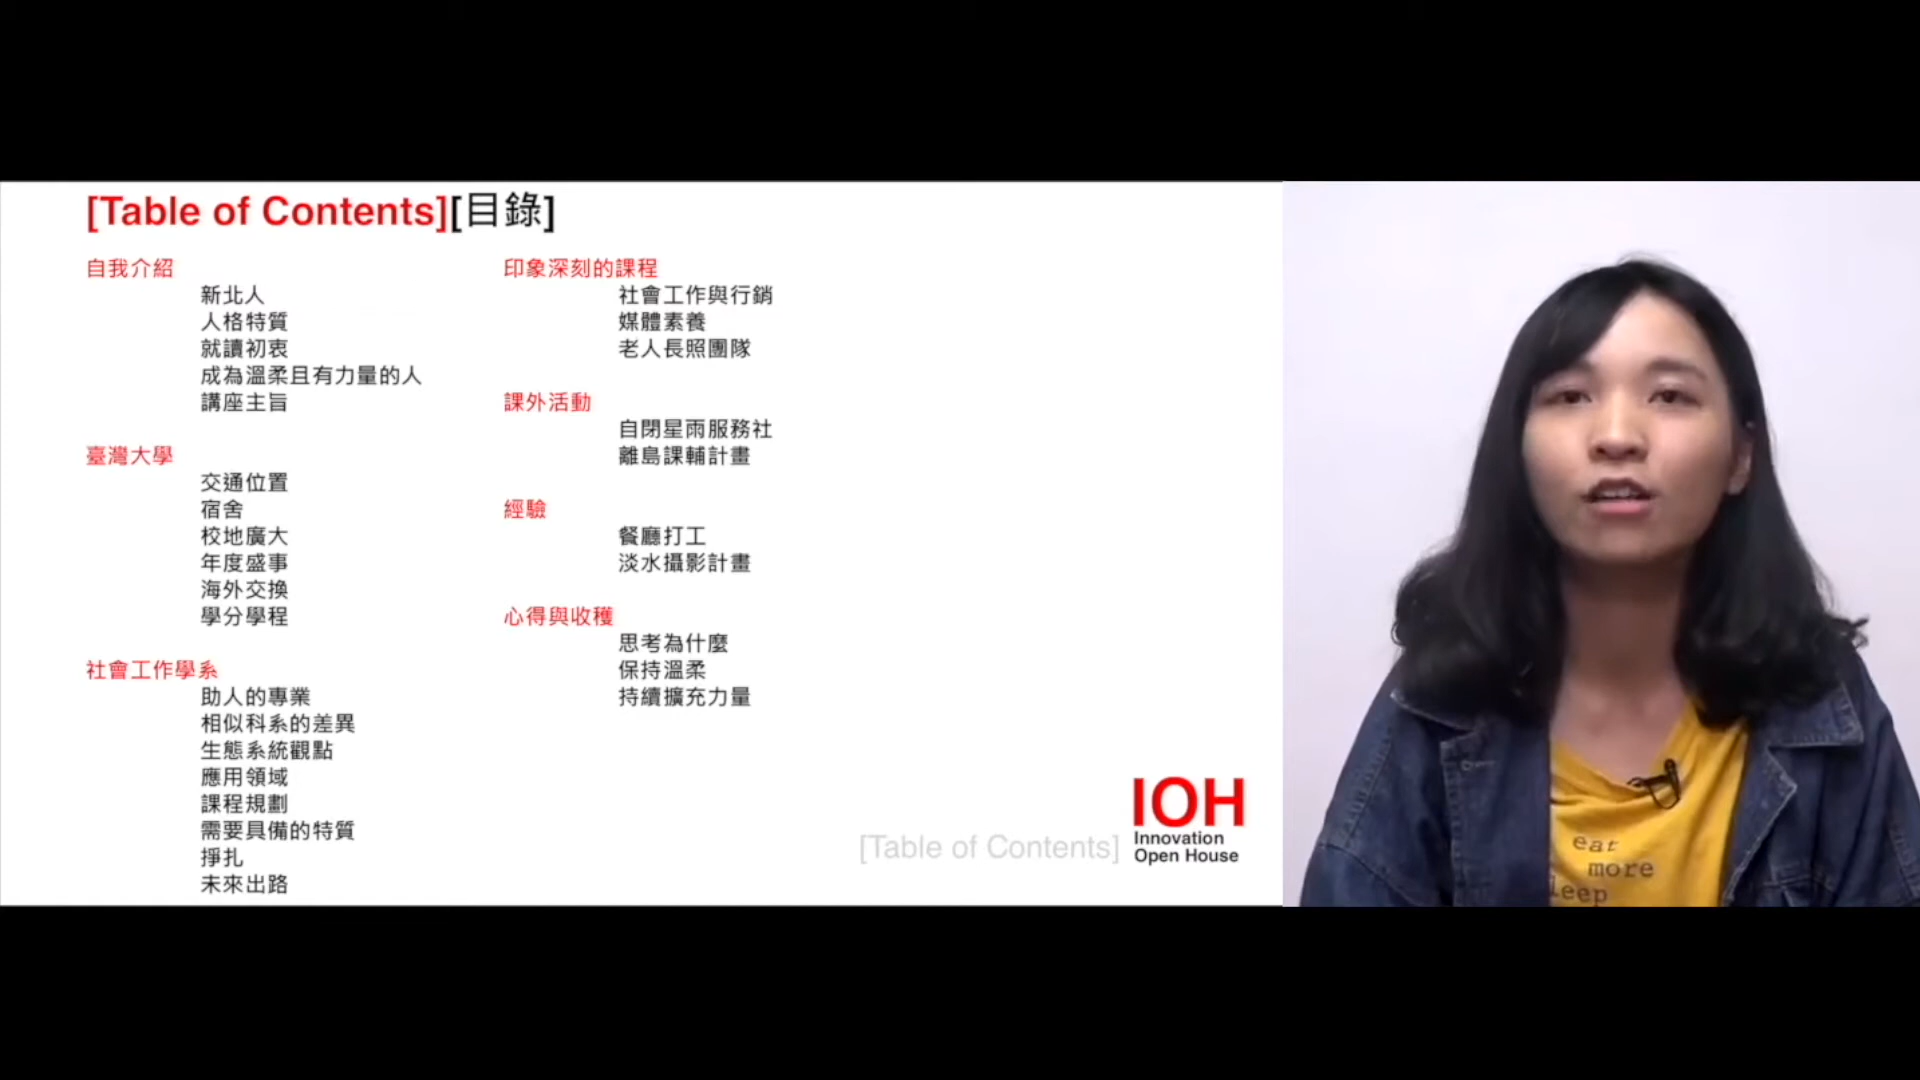 [Table of Contents][目錄]
自我介紹
新北人
人格特質
就讀初衷
成為溫柔且有力量的人
講座主旨
臺灣大學
交通位置
宿舍
校地廣大
年度盛事
海外交換
學分學程
社會工作學系
助人的專業
相似科系的差異
生態系統觀點
應用領域
課程規劃
需要具備的特質
掙扎
未來出路
印象深刻的課程
社會工作與行銷
媒體素養
老人長照團隊
課外活動
自閉星雨服務社
離島課輔計畫
經驗
餐廳打工
淡水攝影計畫
心得與收穫
思考為什麼
保持溫柔
持續擴充力量
[Table of Contents]
IOH
Innovation
Open House
eat
more
leep